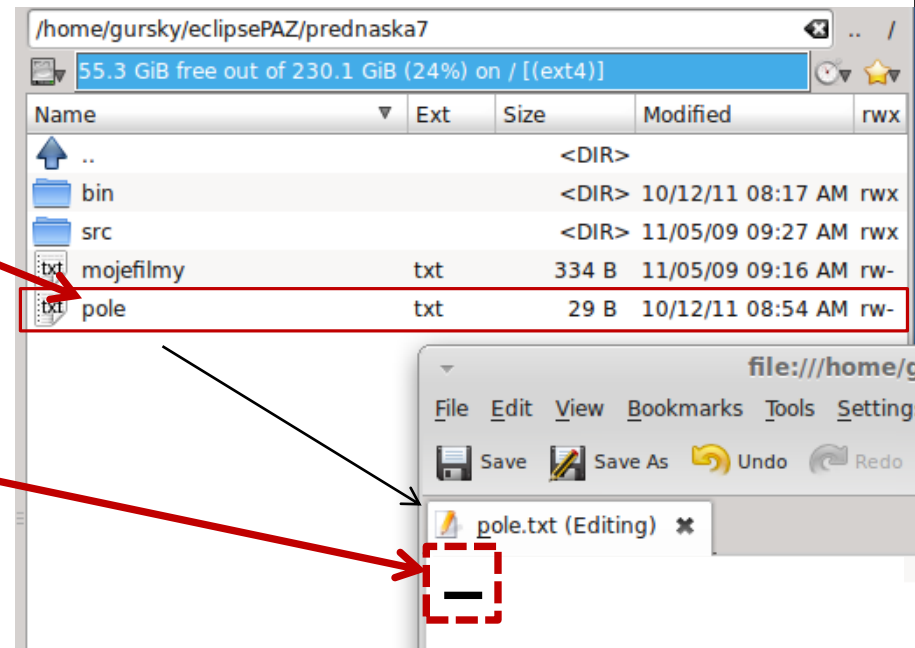 /home/gursky/eclipsePAZ/prednaska7 .. /
55.3 GiB free out of 230.1 GiB (24%) on / [(ext4)]
Name Ext Size Modified rwx
.. <DIR>
bin <DIR> 10/12/11 08:17 AM rwx
src <DIR> 11/05/09 09:27 AM rwx
txt mojefilmy txt 334 B 11/05/09 09:16 AM rw-
txt pole txt 29 B 10/12/11 08:54 AM rw-
file:///home/g
File Edit View Bookmarks Tools Setting
Save Save As Undo Redo
pole.txt (Editing)